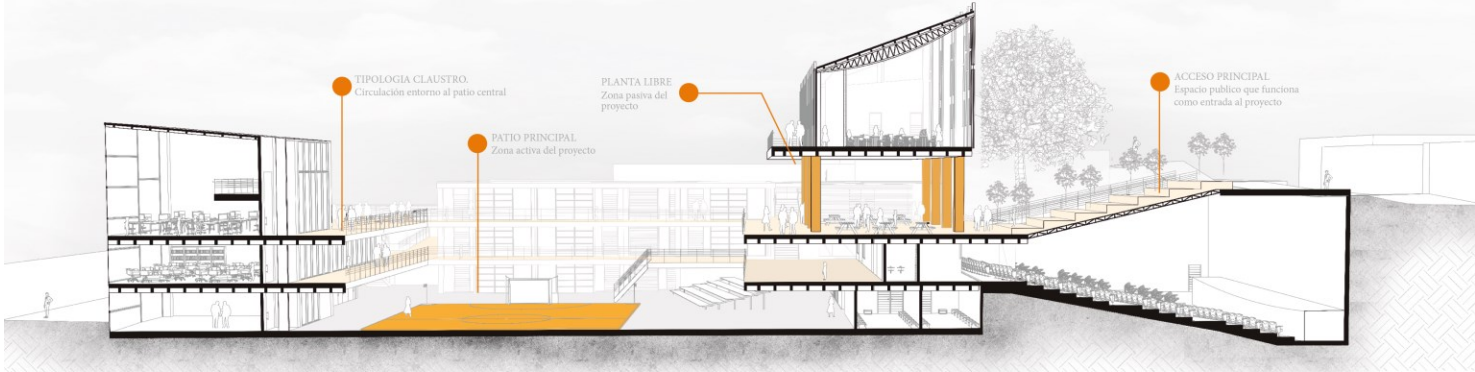 TIPOLOGIA CLAUSTRO.
Circulación entorno al patio central
PATIO PRINCIPAL
Zona activa del proyecto
PLANTA LIBRE
Zona pasiva del
proyecto
ACCESO PRINCIPAL
Espacio publico que funciona
como entrada al proyecto